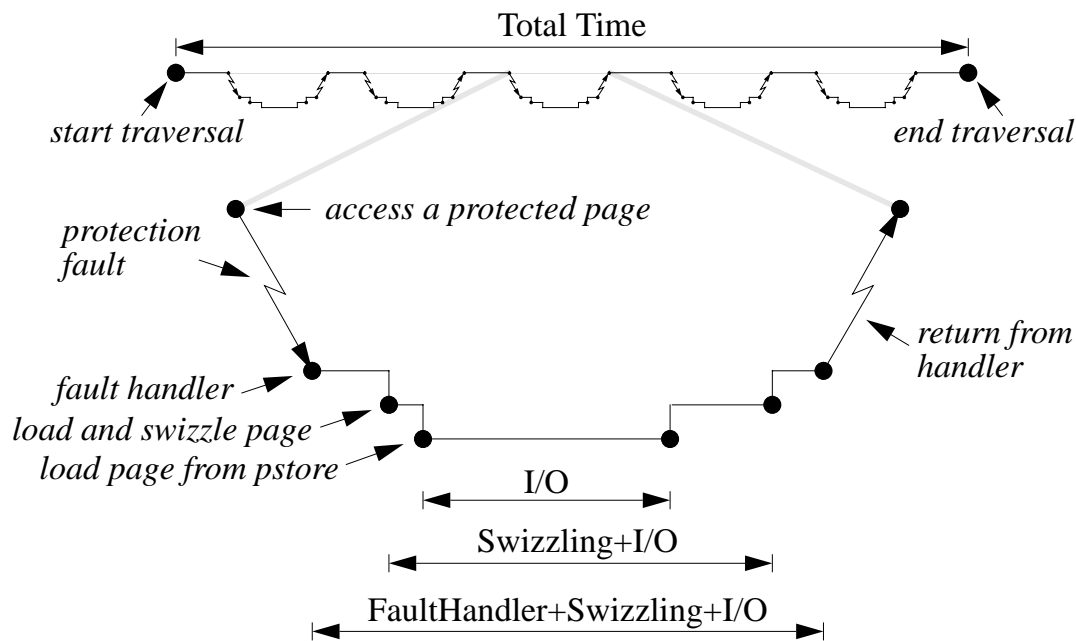 Total Time
start traversal
end traversal
access a protected page
protection
fault
return from
handler
fault handler
load and swizzle page
load page from pstore
I/O
Swizzling+I/O
FaultHandler+Swizzling+I/O